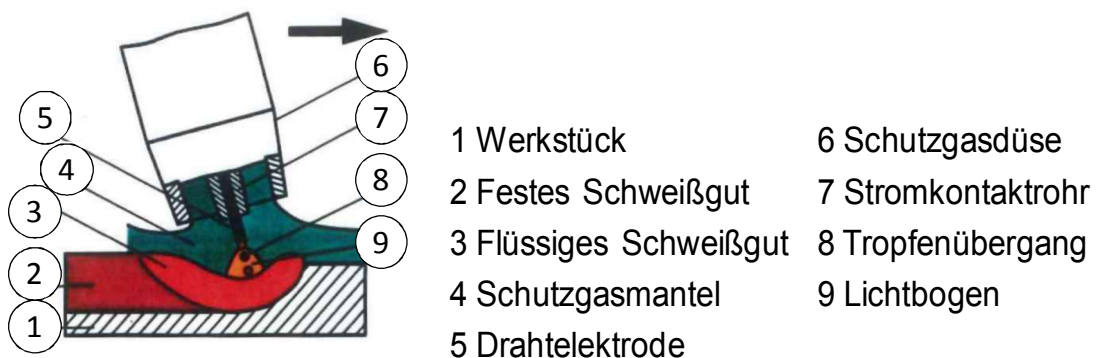 6
5
7
4
8
3
9
2
1
1 Werkstück
2 Festes Schweißgut
3 Flüssiges Schweißgut
4 Schutzgasmantel
5 Drahtelektrode
6 Schutzgasdüse
7 Stromkontaktrohr
8 Tropfenübergang
9 Lichtbogen